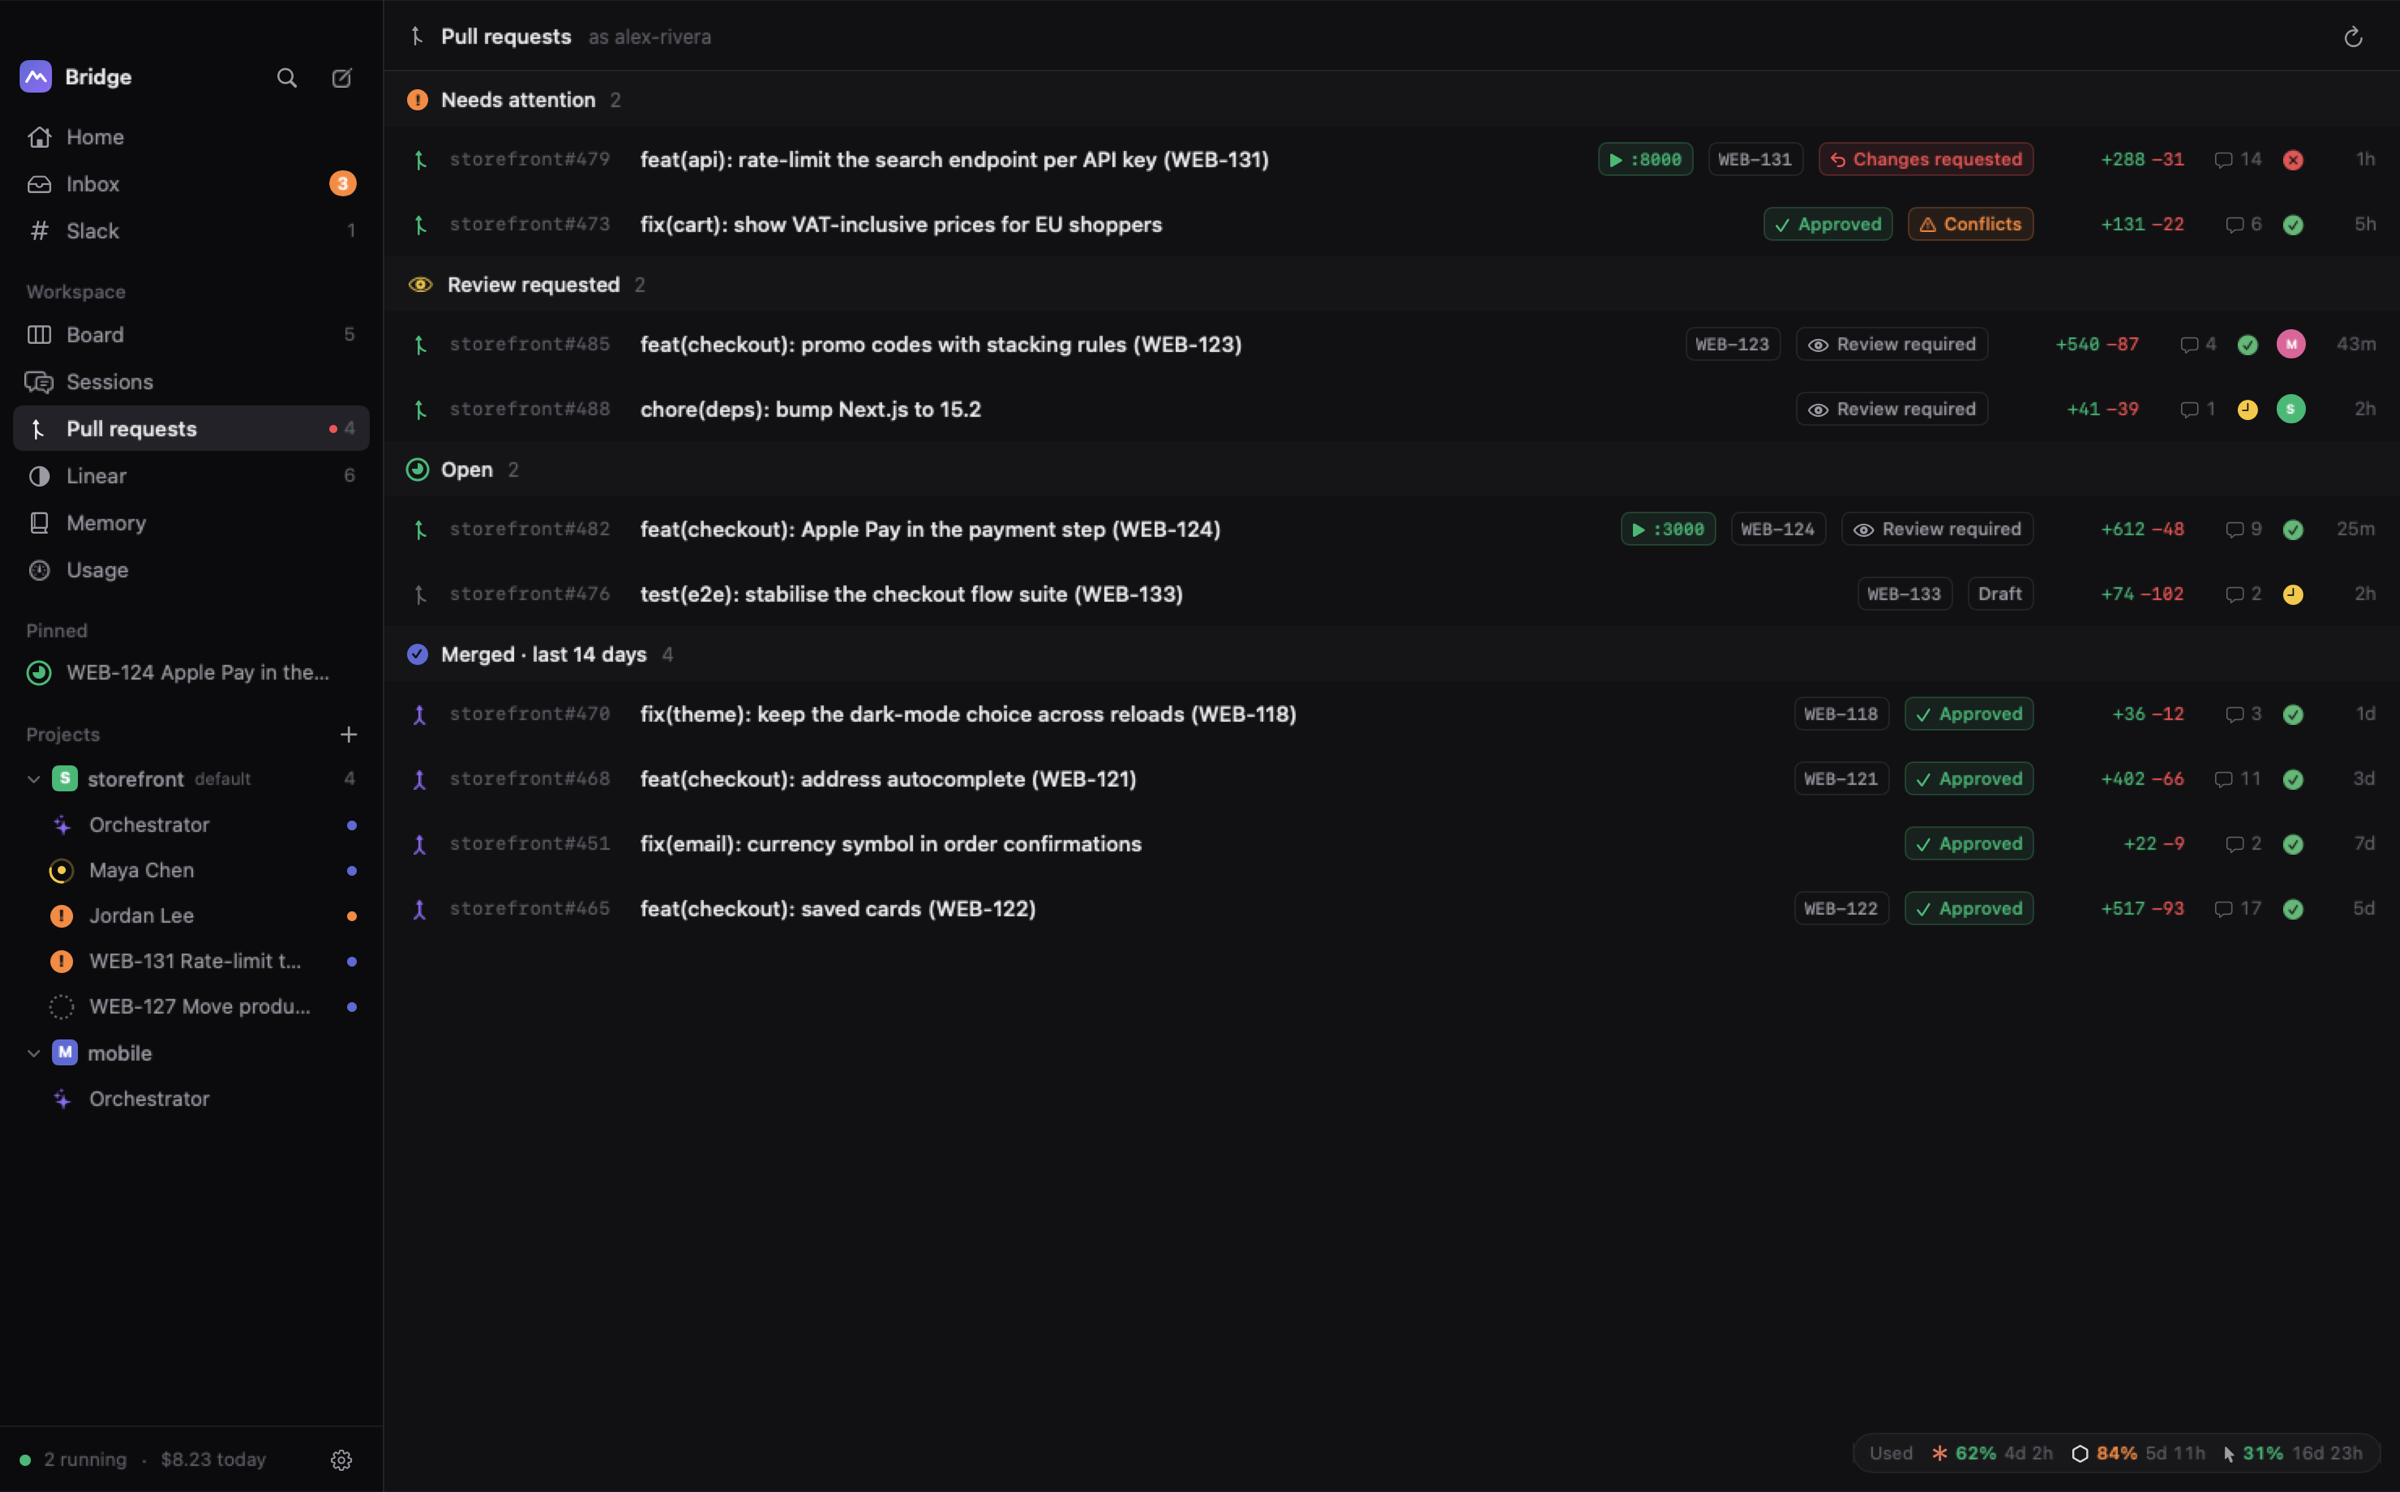 Bridge
Home
Inbox 3
Slack 1
Workspace
Board 5
Sessions
Pull requests 4
Linear 6
Memory
Usage
Pinned
WEB-124 Apple Pay in the...
Projects
S storefront default 4
Orchestrator
Maya Chen
Jordan Lee
WEB-131 Rate-limit t...
WEB-127 Move produ...
M mobile
Orchestrator
2 running · $8.23 today
Pull requests as alex-rivera
Needs attention 2
storefront#479 feat(api): rate-limit the search endpoint per API key (WEB-131) :8000 WEB-131 Changes requested +288 −31 14 1h
storefront#473 fix(cart): show VAT-inclusive prices for EU shoppers Approved Conflicts +131 −22 6 5h
Review requested 2
storefront#485 feat(checkout): promo codes with stacking rules (WEB-123) WEB-123 Review required +540 −87 4 M 43m
storefront#488 chore(deps): bump Next.js to 15.2 Review required +41 −39 1 S 2h
Open 2
storefront#482 feat(checkout): Apple Pay in the payment step (WEB-124) :3000 WEB-124 Review required +612 −48 9 25m
storefront#476 test(e2e): stabilise the checkout flow suite (WEB-133) WEB-133 Draft +74 −102 2 2h
Merged · last 14 days 4
storefront#470 fix(theme): keep the dark-mode choice across reloads (WEB-118) WEB-118 Approved +36 −12 3 1d
storefront#468 feat(checkout): address autocomplete (WEB-121) WEB-121 Approved +402 −66 11 3d
storefront#451 fix(email): currency symbol in order confirmations Approved +22 −9 2 7d
storefront#465 feat(checkout): saved cards (WEB-122) WEB-122 Approved +517 −93 17 5d
Used 62% 4d 2h 84% 5d 11h 31% 16d 23h